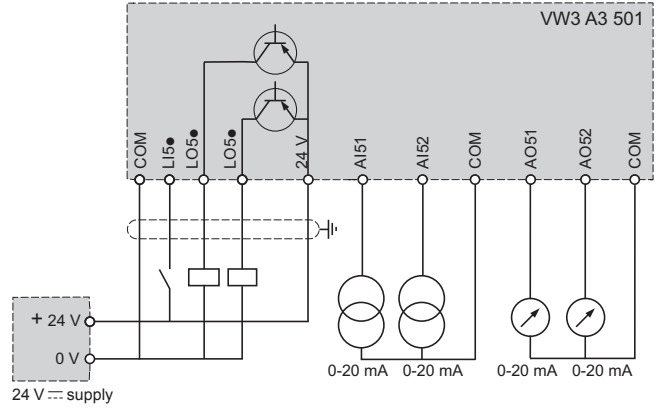 VW3 A3 501
COM
LI5●
LO5●
LO5●
24 V
AI51
AI52
COM
AO51
AO52
COM
+ 24 V
0 V
0-20 mA
0-20 mA
0-20 mA
0-20 mA
24 V ⎓ supply